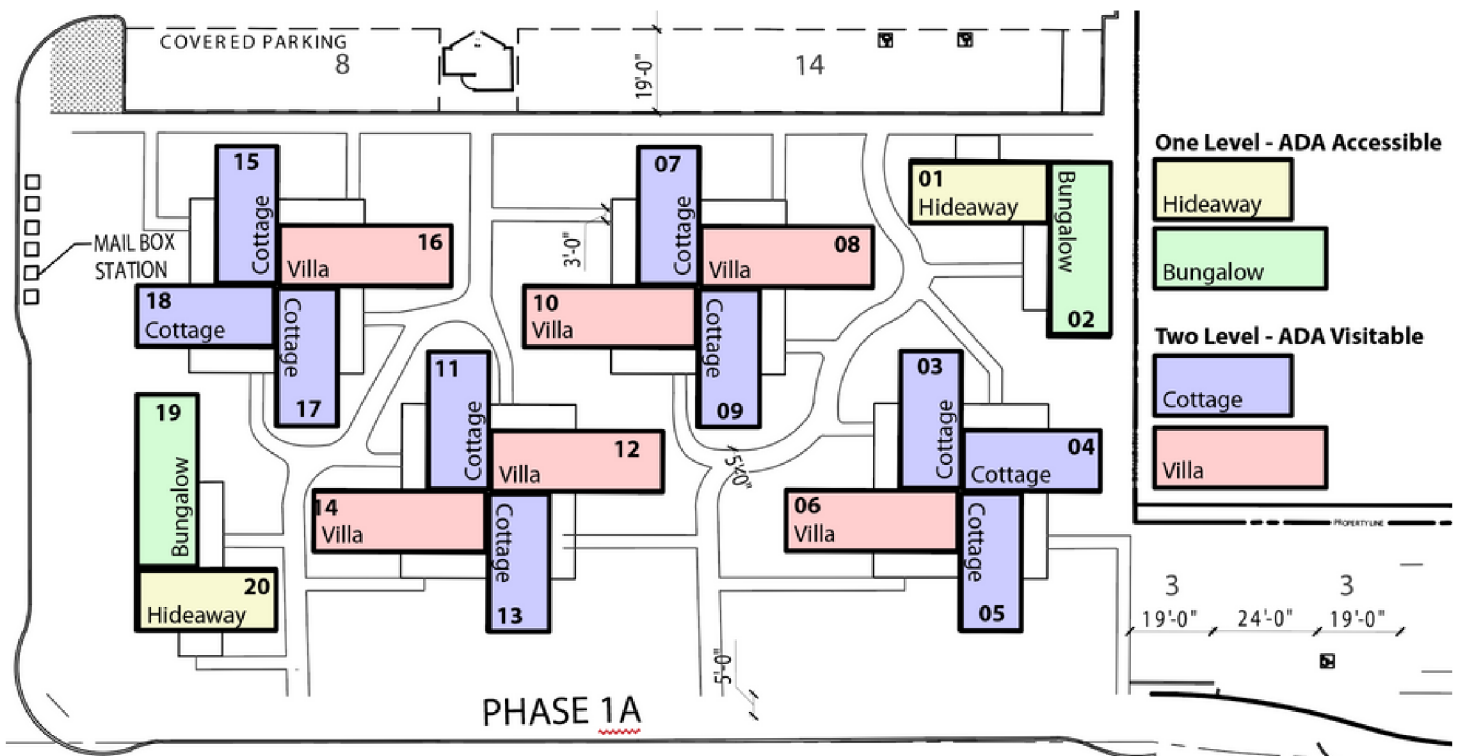 COVERED PARKING
8
14
19'-0"
15
Cottage
16
Villa
18
Cottage
Cottage
17
07
Cottage
08
Villa
10
Villa
Cottage
09
3'-0"
01
Hideaway
Bungalow
02
MAIL BOX
STATION
11
Cottage
12
Villa
14
Villa
Cottage
13
03
Cottage
04
Cottage
06
Villa
Cottage
05
19
Bungalow
20
Hideaway
5'-0"
5'-0"
PHASE 1A
One Level - ADA Accessible
Hideaway
Bungalow
Two Level - ADA Visitable
Cottage
Villa
PROPERTY LINE
3
3
19'-0"
24'-0"
19'-0"